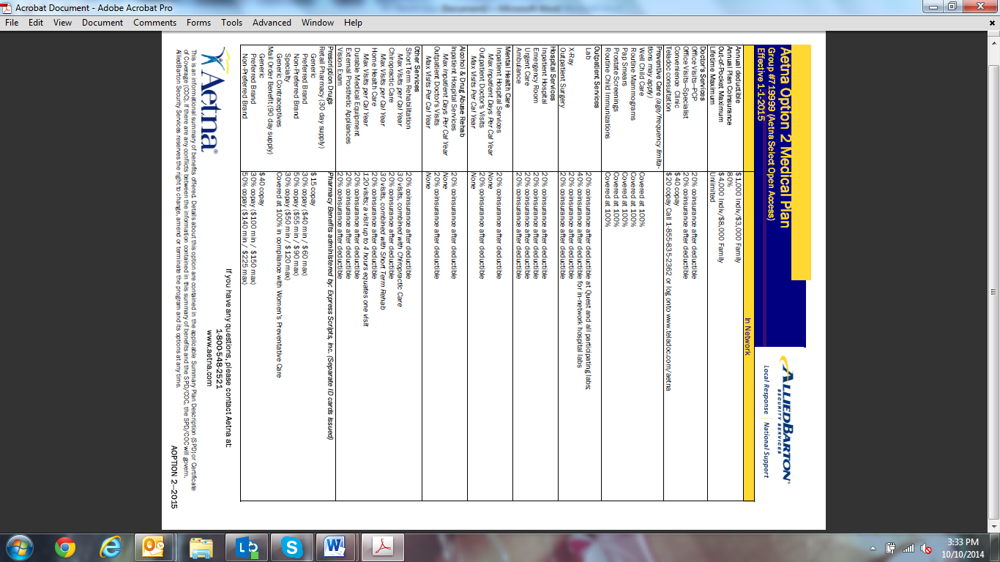 Acrobat Document - Adobe Acrobat Pro
File Edit View Document Comments Forms Tools Advanced Window Help
Aetna Option 2 Medical Plan
Group #719999 (Aetna Select Open Access)
Effective 1-1-2015
ALLIEDBARTON®
SECURITY SERVICES
Local Response | National Support
In Network
Annual deductible $1,000 Indiv/$3,000 Family
Annual Plan Coinsurance 80%
Out-of-Pocket Maximum $4,000 Indiv/$8,000 Family
Lifetime Maximum Unlimited
Doctor's Services
Office Visits—PCP 20% coinsurance after deductible
Office Visits—Specialist 20% coinsurance after deductible
Convenience Clinic $40 copay
Teladoc consultation $20 copay Call 1-855-835-2362 or log onto www.teladoc.com/aetna
Preventive Care (age/frequency limita-
tions may apply)
Well Child Care Covered at 100%
Routine Mammograms Covered at 100%
Pap Smears Covered at 100%
Prostate Screenings Covered at 100%
Routine Child Immunizations Covered at 100%
Outpatient Services
Lab 20% coinsurance after deductible at Quest and all participating labs;
40% coinsurance after deductible for in-network hospital labs
X-Ray 20% coinsurance after deductible
Outpatient Surgery 20% coinsurance after deductible
Hospital Services
Inpatient Hospital 20% coinsurance after deductible
Emergency Room 20% coinsurance after deductible
Urgent Care 20% coinsurance after deductible
Ambulance 20% coinsurance after deductible
Mental Health Care
Inpatient Hospital Services 20% coinsurance after deductible
Max Inpatient Days Per Cal Year None
Outpatient Doctor's Visits 20% coinsurance after deductible
Max Visits Per Cal Year None
Alcohol & Drug Abuse Rehab
Inpatient Hospital Services 20% coinsurance after deductible
Max Inpatient Days Per Cal Year None
Outpatient Doctor's Visits 20% coinsurance after deductible
Max Visits Per Cal Year None
Other Services
Short Term Rehabilitation 20% coinsurance after deductible
Max Visits per Cal Year 30 visits, combined with Chiropractic Care
Chiropractic Care 20% coinsurance after deductible
Max Visits per Cal Year 30 visits, combined with Short Term Rehab
Home Health Care 20% coinsurance after deductible
Max Visits per Cal Year 120 visits; a visit up to 4 hours equates one visit
Durable Medical Equipment 20% coinsurance after deductible
External Prosthetic Appliances 20% coinsurance after deductible
Vision Exam 20% coinsurance after deductible
Prescription Drugs Pharmacy Benefits administered by: Express Scripts, Inc. (Separate ID cards issued)
Retail Pharmacy (30 day supply)
Generic $15 copay
Preferred Brand 30% copay ($40 min / $60 max)
Non-Preferred Brand 50% copay ($55 min / $90 max)
Specialty 30% copay ($50 min / $120 max)
Generic Contraceptives Covered at 100% in compliance with Women's Preventative Care
Mail Order Benefit (90 day supply)
Generic $40 copay
Preferred Brand 30% copay ($100 min / $150 max)
Non-Preferred Brand 50% copay ($140 min / $225 max)
Aetna®
If you have any questions, please contact Aetna at:
1-800-548-2521
www.aetna.com
This is an informational summary of benefits offered. Details about this option are contained in the applicable Summary Plan Description (SPD) or Certificate
of Coverage (COC). If there are any conflicts between the information contained in this summary of benefits and the SPD/COC, the SPD/COC will govern.
AlliedBarton Security Services reserves the right to change, amend or terminate the program and its options at any time.
AOPTION 2—2015
3:33 PM
10/10/2014